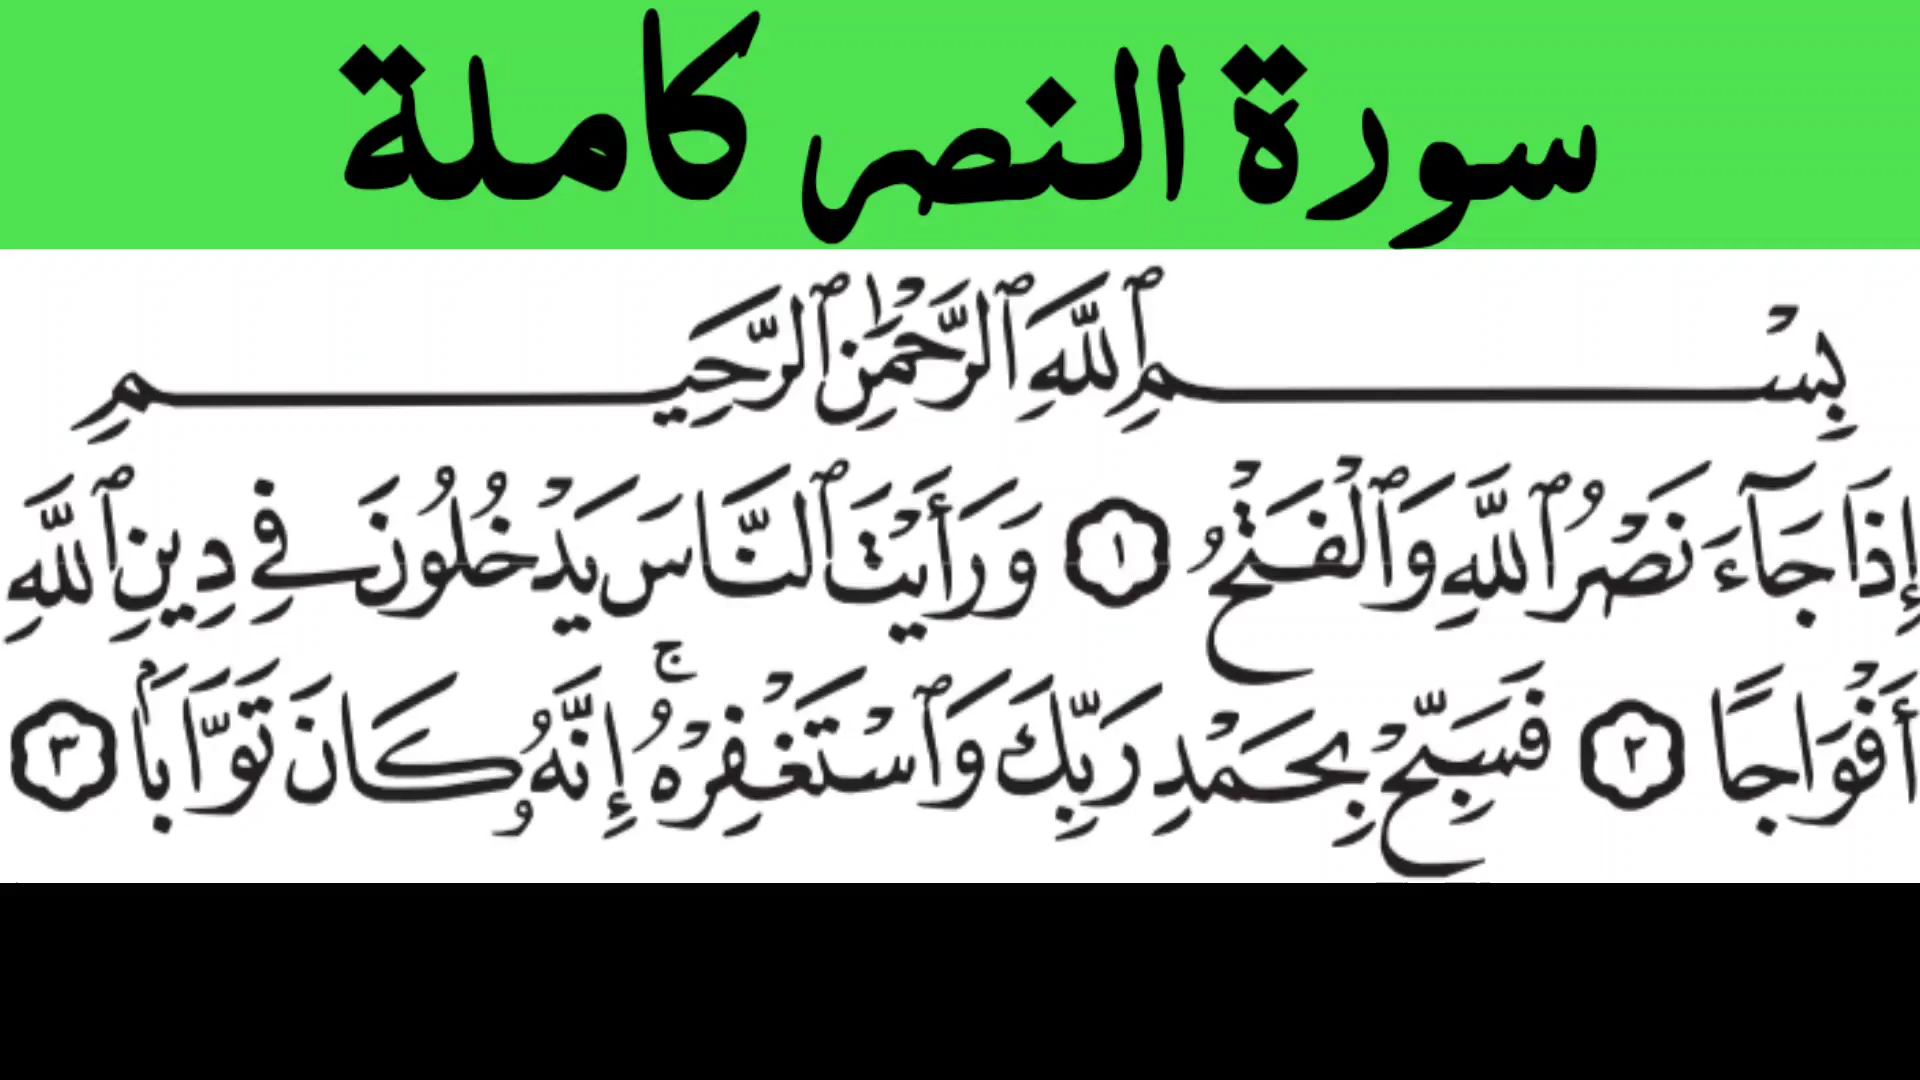 سورة النصر كاملة
بِسْمِ ٱللَّهِ ٱلرَّحْمَٰنِ ٱلرَّحِيمِ
إِذَا جَآءَ نَصْرُ ٱللَّهِ وَٱلْفَتْحُ ١ وَرَأَيْتَ ٱلنَّاسَ يَدْخُلُونَ فِي دِينِ ٱللَّهِ
أَفْوَاجًا ٢ فَسَبِّحْ بِحَمْدِ رَبِّكَ وَٱسْتَغْفِرْهُ ۚ إِنَّهُۥ كَانَ تَوَّابَۢا ٣